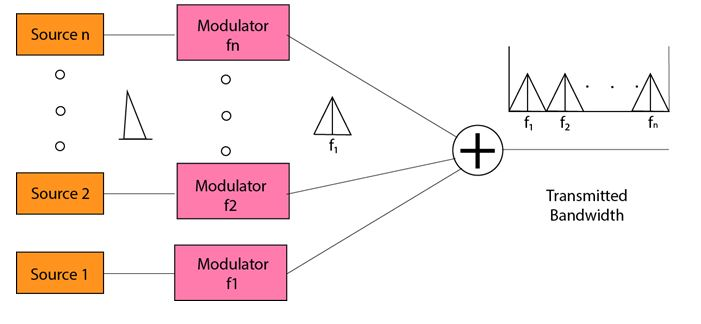 Source n
Modulator
fn
f₁
f₁
f₂
fₙ
Source 2
Modulator
f2
Transmitted
Bandwidth
Source 1
Modulator
f1